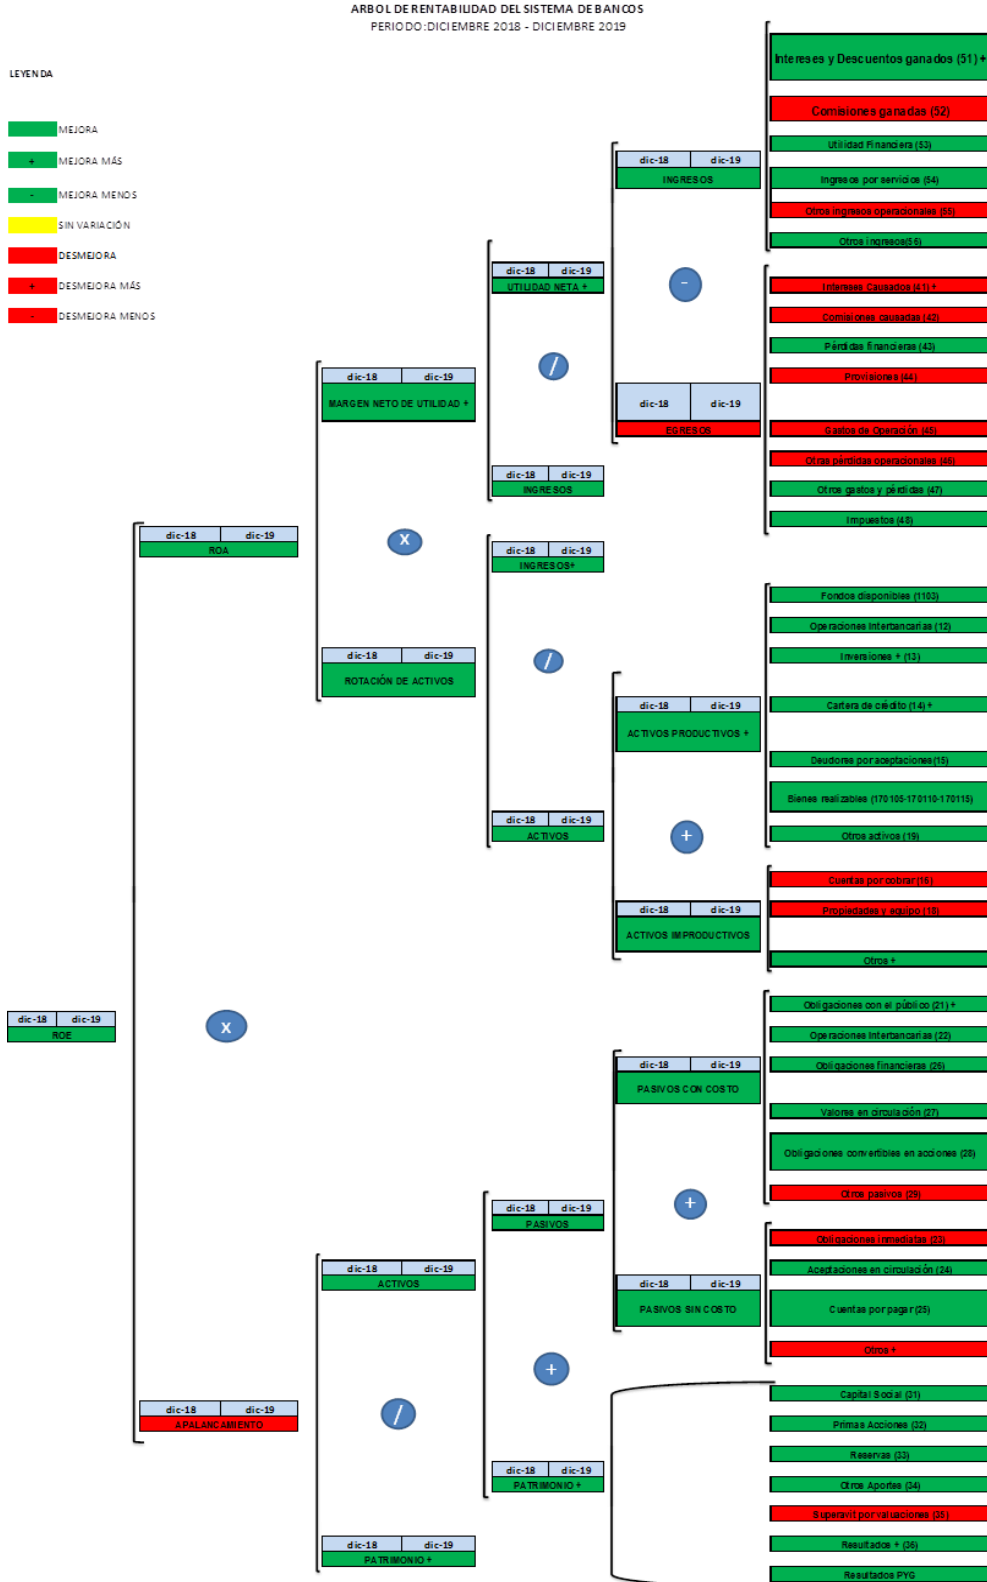 ARBOL DE RENTABILIDAD DEL SISTEMA DE BANCOS
PERIODO:DICIEMBRE 2018 - DICIEMBRE 2019
LEYENDA
MEJORA
+ MEJORA MÁS
- MEJORA MENOS
SIN VARIACIÓN
DESMEJORA
+ DESMEJORA MÁS
- DESMEJORA MENOS
dic-18 dic-19
ROE
X
dic-18 dic-19
ROA
dic-18 dic-19
APALANCAMIENTO
dic-18 dic-19
MARGEN NETO DE UTILIDAD +
X
dic-18 dic-19
ROTACIÓN DE ACTIVOS
dic-18 dic-19
ACTIVOS
/
dic-18 dic-19
PATRIMONIO +
dic-18 dic-19
UTILIDAD NETA +
/
dic-18 dic-19
INGRESOS
dic-18 dic-19
INGRESOS+
/
dic-18 dic-19
ACTIVOS
dic-18 dic-19
PASIVOS
+
dic-18 dic-19
PATRIMONIO +
dic-18 dic-19
INGRESOS
-
dic-18 dic-19
EGRESOS
dic-18 dic-19
ACTIVOS PRODUCTIVOS +
+
dic-18 dic-19
ACTIVOS IMPRODUCTIVOS
dic-18 dic-19
PASIVOS CON COSTO
+
dic-18 dic-19
PASIVOS SIN COSTO
Intereses y Descuentos ganados (51) +
Comisiones ganadas (52)
Utilidad Financiera (53)
Ingresos por servicios (54)
Otros ingresos operacionales (55)
Otros ingresos(56)
Intereses Causados (41) +
Comisiones causadas (42)
Pérdidas financieras (43)
Provisiones (44)
Gastos de Operación (45)
Otras pérdidas operacionales (46)
Otros gastos y pérdidas (47)
Impuestos (48)
Fondos disponibles (1103)
Operaciones Interbancarias (12)
Inversiones + (13)
Cartera de crédito (14) +
Deudores por aceptaciones (15)
Bienes realizables (170105-170110-170115)
Otros activos (19)
Cuentas por cobrar (16)
Propiedades y equipo (18)
Otros +
Obligaciones con el público (21) +
Operaciones Interbancarias (22)
Obligaciones financieras (26)
Valores en circulación (27)
Obligaciones convertibles en acciones (28)
Otros pasivos (29)
Obligaciones inmediatas (23)
Aceptaciones en circulación (24)
Cuentas por pagar (25)
Otros +
Capital Social (31)
Primas Acciones (32)
Reservas (33)
Otros Aportes (34)
Superavit por valuaciones (35)
Resultados + (36)
Resultados PYG